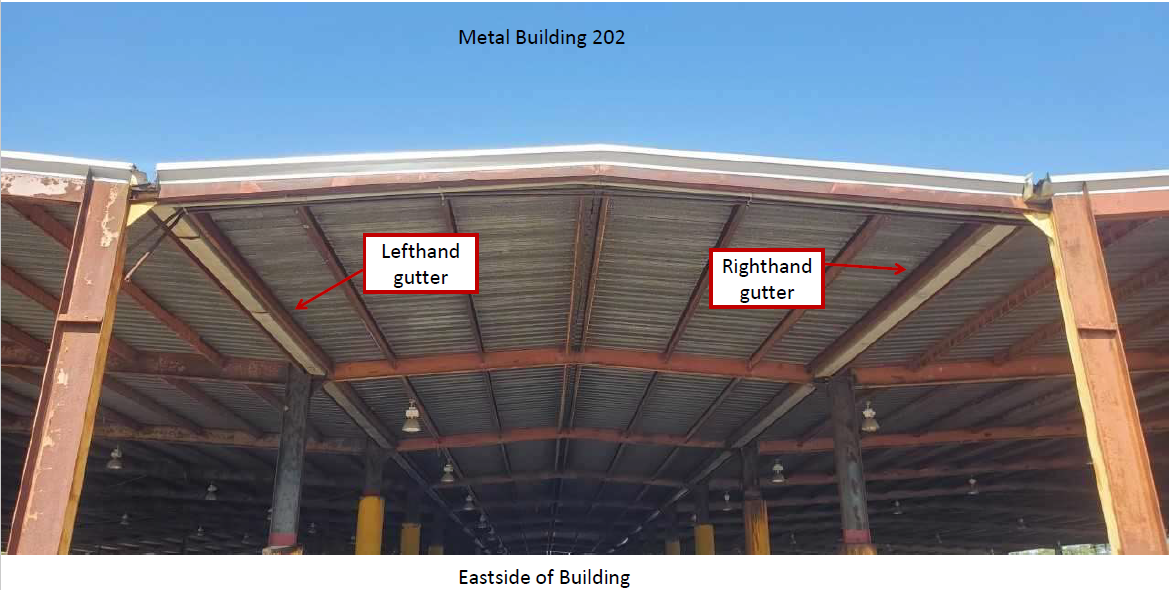 Metal Building 202
Lefthand
gutter
Righthand
gutter
Eastside of Building